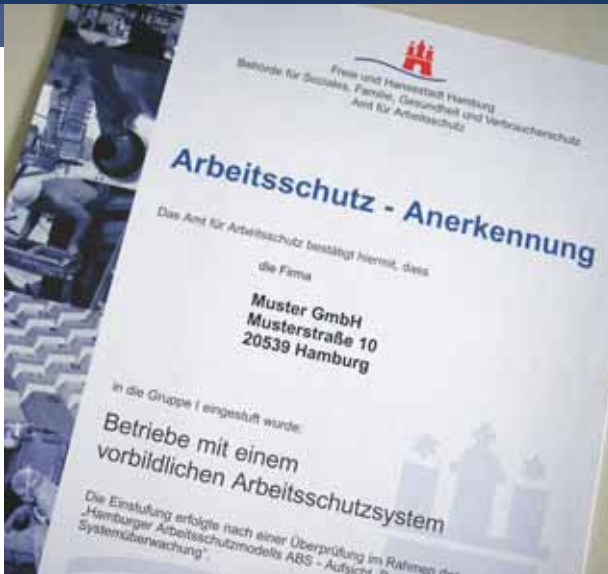 Freie und Hansestadt Hamburg
Behörde für Soziales, Familie, Gesundheit und Verbraucherschutz
Amt für Arbeitsschutz
Arbeitsschutz - Anerkennung
Das Amt für Arbeitsschutz bestätigt hiermit, dass
die Firma
Muster GmbH
Musterstraße 10
20539 Hamburg
in die Gruppe I eingestuft wurde:
Betriebe mit einem
vorbildlichen Arbeitsschutzsystem
Die Einstufung erfolgte nach einer Überprüfung im Rahmen des
„Hamburger Arbeitsschutzmodells ABS - Aufsicht,
Systemüberwachung“.